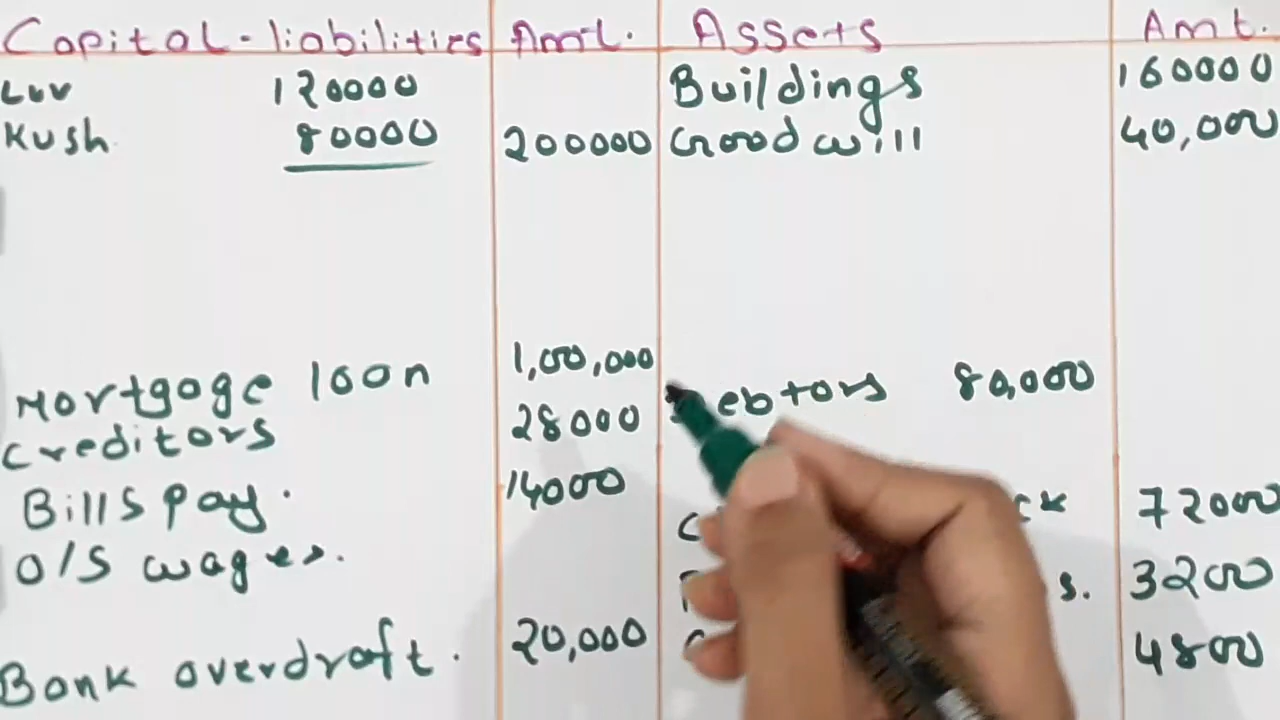 Capital-liabilities Amt. Assets Amt.
Luv 120000 Buildings 160000
Kush 80000 200000 Goodwill 40,000
Mortgage loan 1,00,000 ebtors 80,000
creditors 28000
Bills pay. 14000 72000
O/S wages. s. 3200
Bank overdraft. 20,000 4800